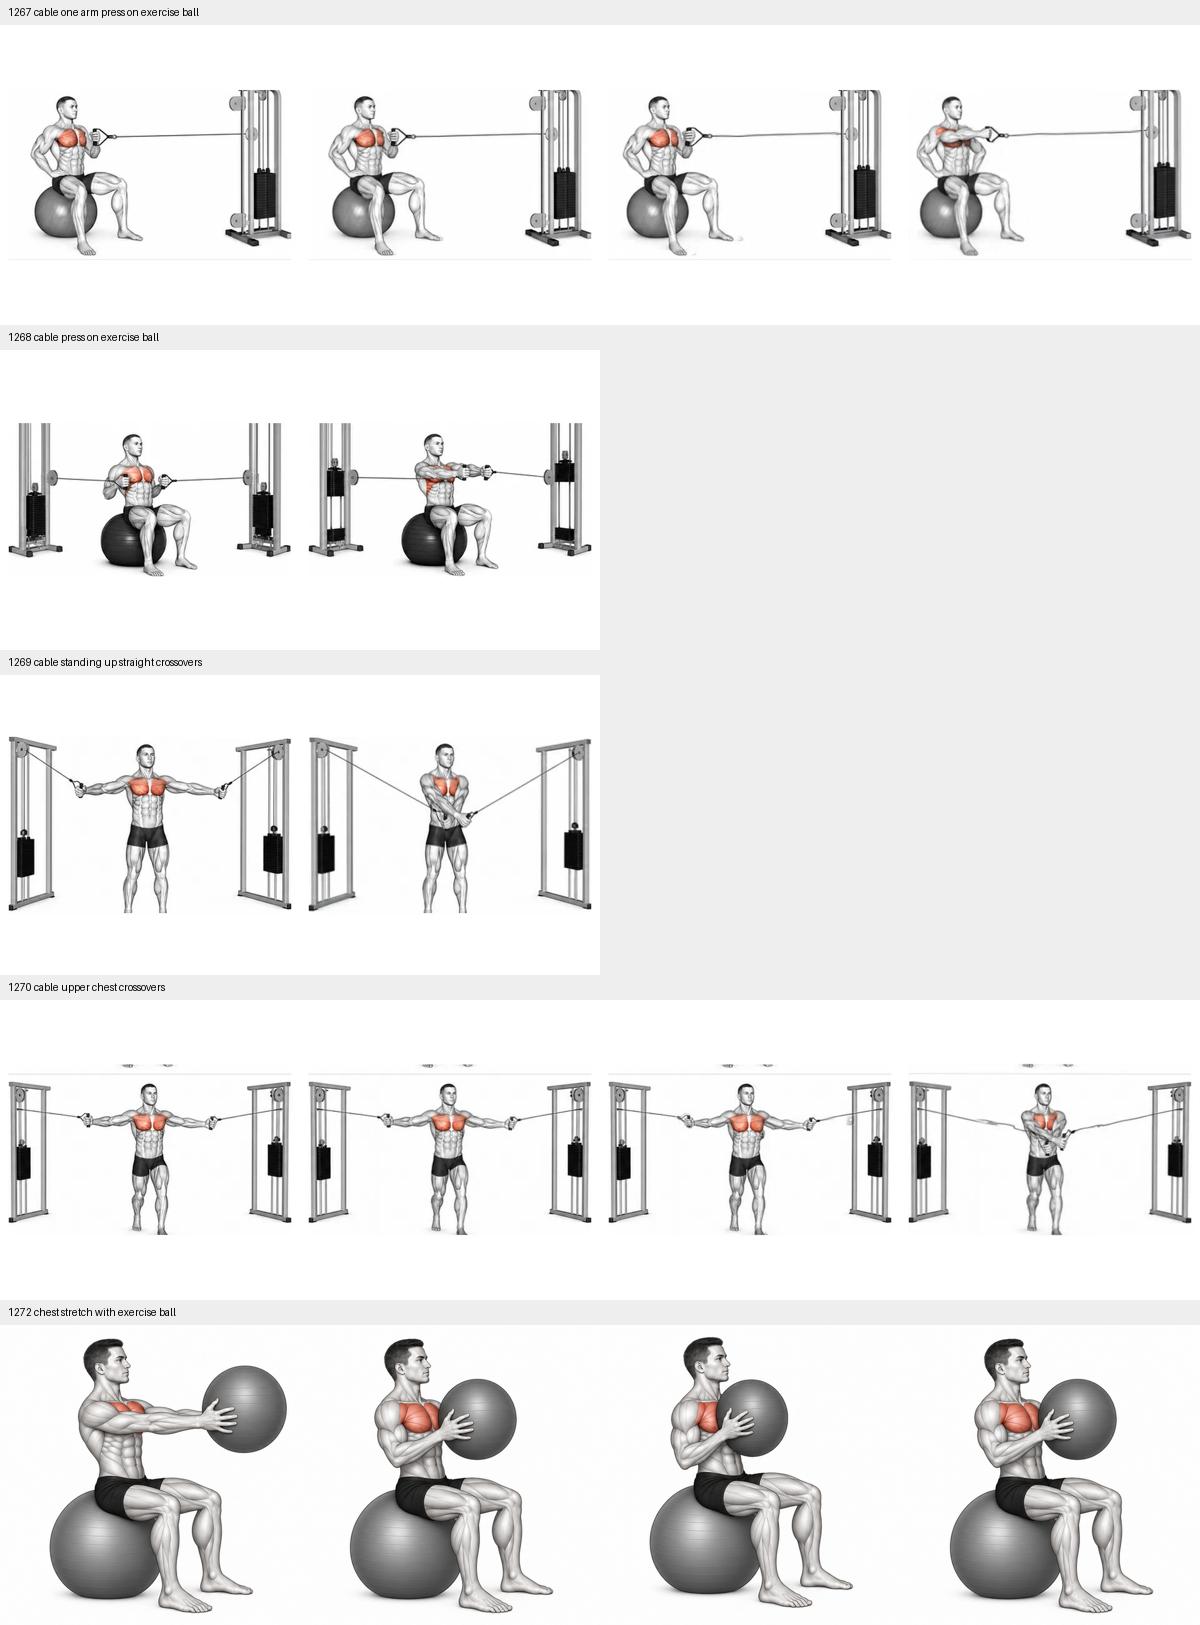 1267 cable one arm press on exercise ball
1268 cable press on exercise ball
1269 cable standing up straight crossovers
1270 cable upper chest crossovers
1272 chest stretch with exercise ball